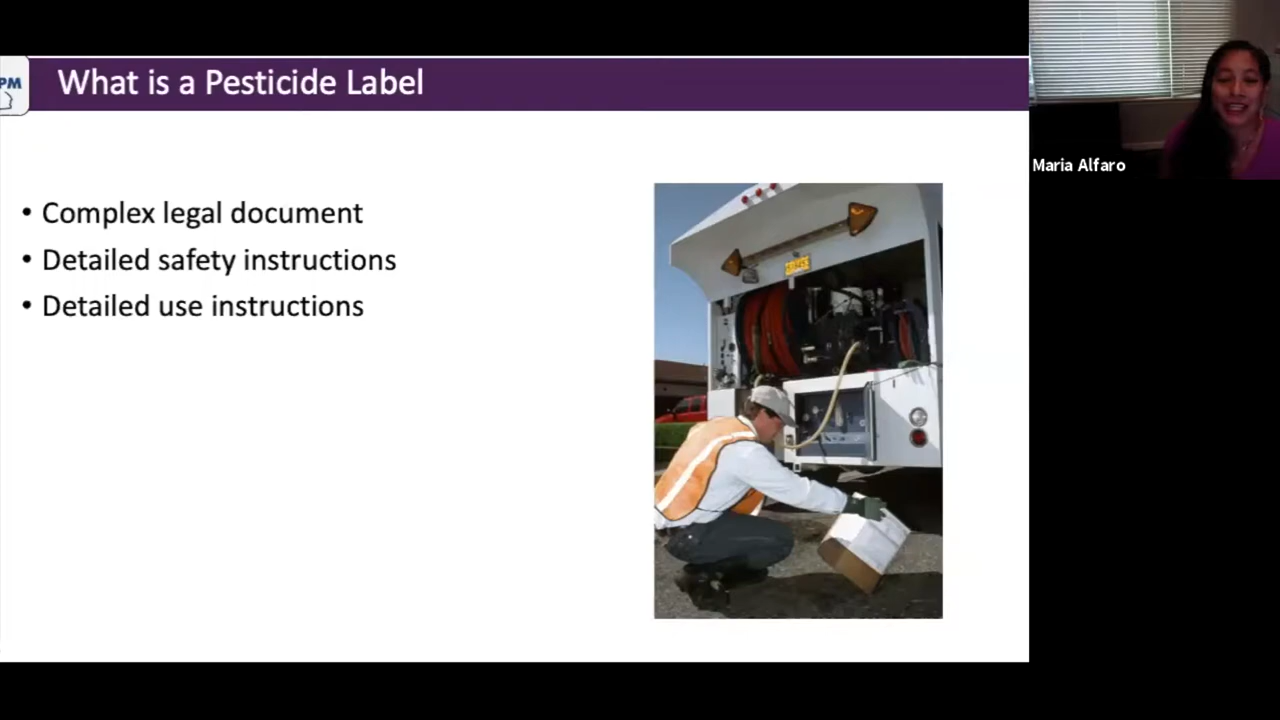 PM
What is a Pesticide Label
• Complex legal document
• Detailed safety instructions
• Detailed use instructions
Maria Alfaro